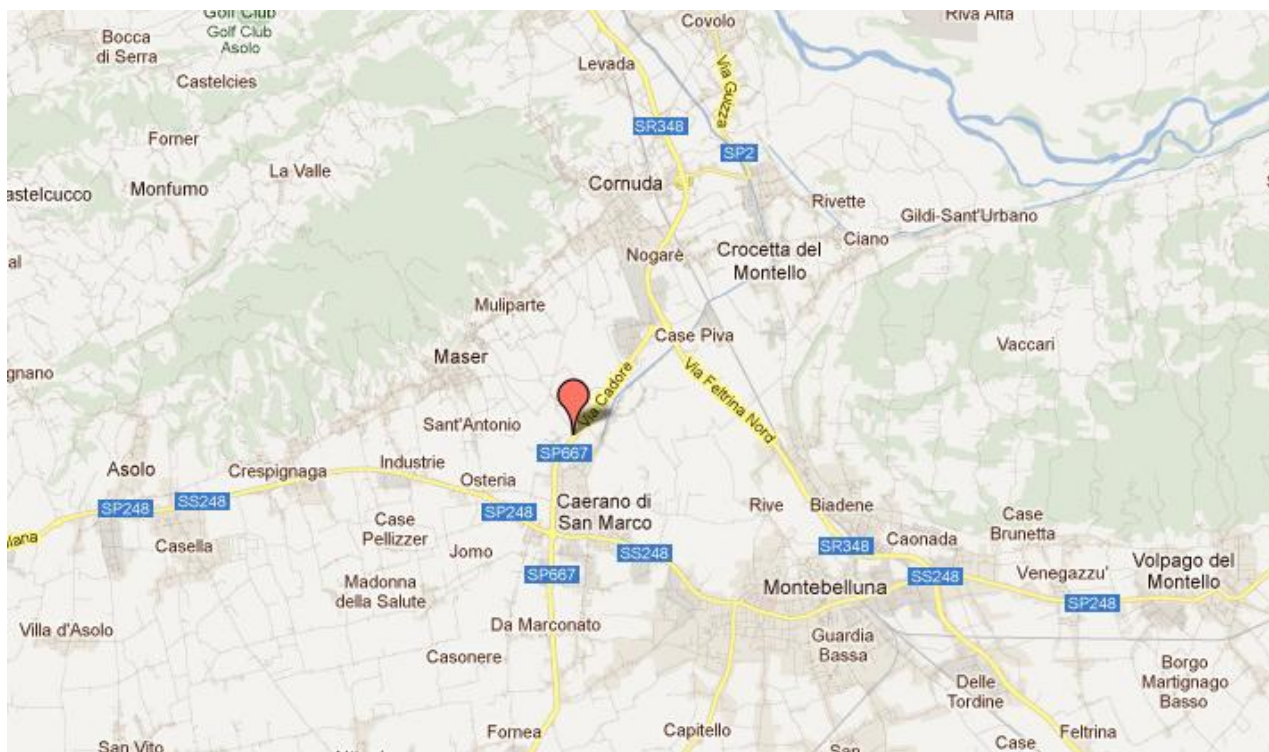 Golf Club
Golf Club
Asolo
Covolo
Riva Alta
Bocca
di Serra
Levada
Castelcies
Via Guizza
SR348
Forner
SP2
La Valle
Monfumo
astelcucco
Cornuda
Rivette
Gildi-Sant'Urbano
Ciano
Nogarè
Crocetta del
Montello
al
Muliparte
Case Piva
Vaccari
Maser
gnano
Via Cadore
Via Feltrina Nord
Sant'Antonio
SP667
Asolo
Crespignaga
Industrie
Osteria
SP248
SS248
Caerano di
San Marco
SP248
Rive
Biadene
Case
Brunetta
Case
Pellizzer
lana
Casella
Jomo
SS248
SR348
Caonada
Volpago del
Montello
SP667
Madonna
della Salute
Montebelluna
SS248
Venegazzu'
SP248
Villa d'Asolo
Da Marconato
Guardia
Bassa
Casonere
Borgo
Martignago
Basso
Delle
Tordine
Fornea
Capitello
Feltrina
San Vito
San
Case